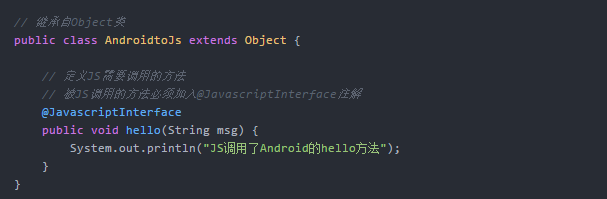 // 继承自Object类
public class AndroidtoJs extends Object {
// 定义JS需要调用的方法
// 被JS调用的方法必须加入@JavascriptInterface注解
@JavascriptInterface
public void hello(String msg) {
System.out.println("JS调用了Android的hello方法");
}
}